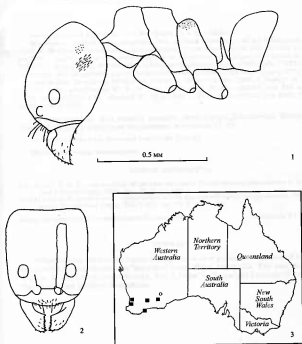 0.5 мм
1
2
Western
Australia
Northern
Territory
Queensland
South
Australia
New
South
Wales
Victoria
3